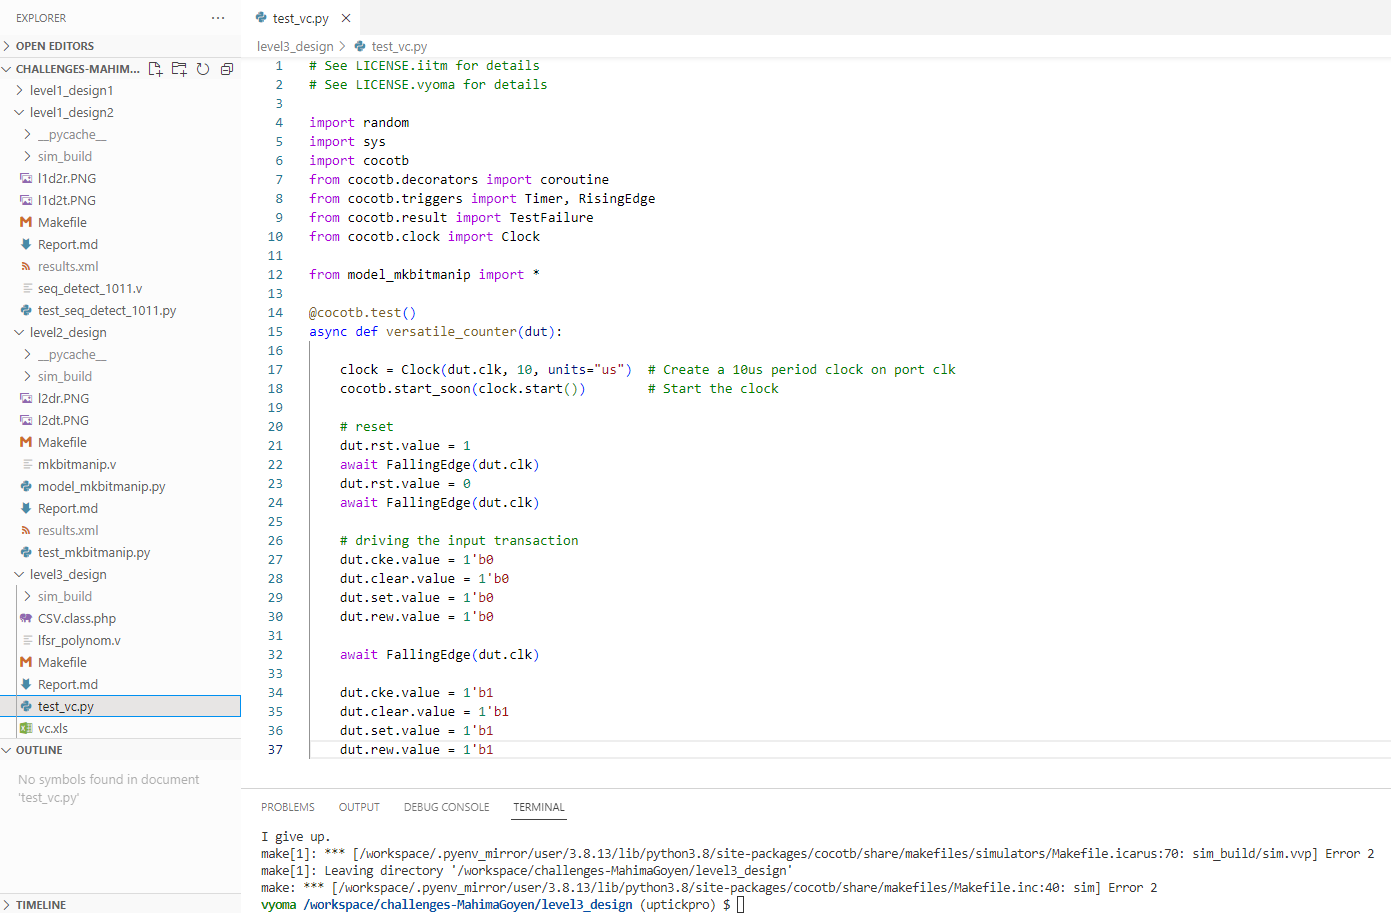 EXPLORER
OPEN EDITORS
CHALLENGES-MAHIM...
level1_design1
level1_design2
__pycache__
sim_build
l1d2r.PNG
l1d2t.PNG
Makefile
Report.md
results.xml
seq_detect_1011.v
test_seq_detect_1011.py
level2_design
__pycache__
sim_build
l2dr.PNG
l2dt.PNG
Makefile
mkbitmanip.v
model_mkbitmanip.py
Report.md
results.xml
test_mkbitmanip.py
level3_design
sim_build
CSV.class.php
lfsr_polynom.v
Makefile
Report.md
test_vc.py
vc.xls
OUTLINE
No symbols found in document
'test_vc.py'
TIMELINE
test_vc.py
level3_design > test_vc.py
1 # See LICENSE.iitm for details
2 # See LICENSE.vyoma for details
3
4 import random
5 import sys
6 import cocotb
7 from cocotb.decorators import coroutine
8 from cocotb.triggers import Timer, RisingEdge
9 from cocotb.result import TestFailure
10 from cocotb.clock import Clock
11
12 from model_mkbitmanip import *
13
14 @cocotb.test()
15 async def versatile_counter(dut):
16
17 clock = Clock(dut.clk, 10, units="us")  # Create a 10us period clock on port clk
18 cocotb.start_soon(clock.start())        # Start the clock
19
20 # reset
21 dut.rst.value = 1
22 await FallingEdge(dut.clk)
23 dut.rst.value = 0
24 await FallingEdge(dut.clk)
25
26 # driving the input transaction
27 dut.cke.value = 1'b0
28 dut.clear.value = 1'b0
29 dut.set.value = 1'b0
30 dut.rew.value = 1'b0
31
32 await FallingEdge(dut.clk)
33
34 dut.cke.value = 1'b1
35 dut.clear.value = 1'b1
36 dut.set.value = 1'b1
37 dut.rew.value = 1'b1
PROBLEMS OUTPUT DEBUG CONSOLE TERMINAL
I give up.
make[1]: *** [/workspace/.pyenv_mirror/user/3.8.13/lib/python3.8/site-packages/cocotb/share/makefiles/simulators/Makefile.icarus:70: sim_build/sim.vvp] Error 2
make[1]: Leaving directory '/workspace/challenges-MahimaGoyen/level3_design'
make: *** [/workspace/.pyenv_mirror/user/3.8.13/lib/python3.8/site-packages/cocotb/share/makefiles/Makefile.inc:40: sim] Error 2
vyoma /workspace/challenges-MahimaGoyen/level3_design (uptickpro) $